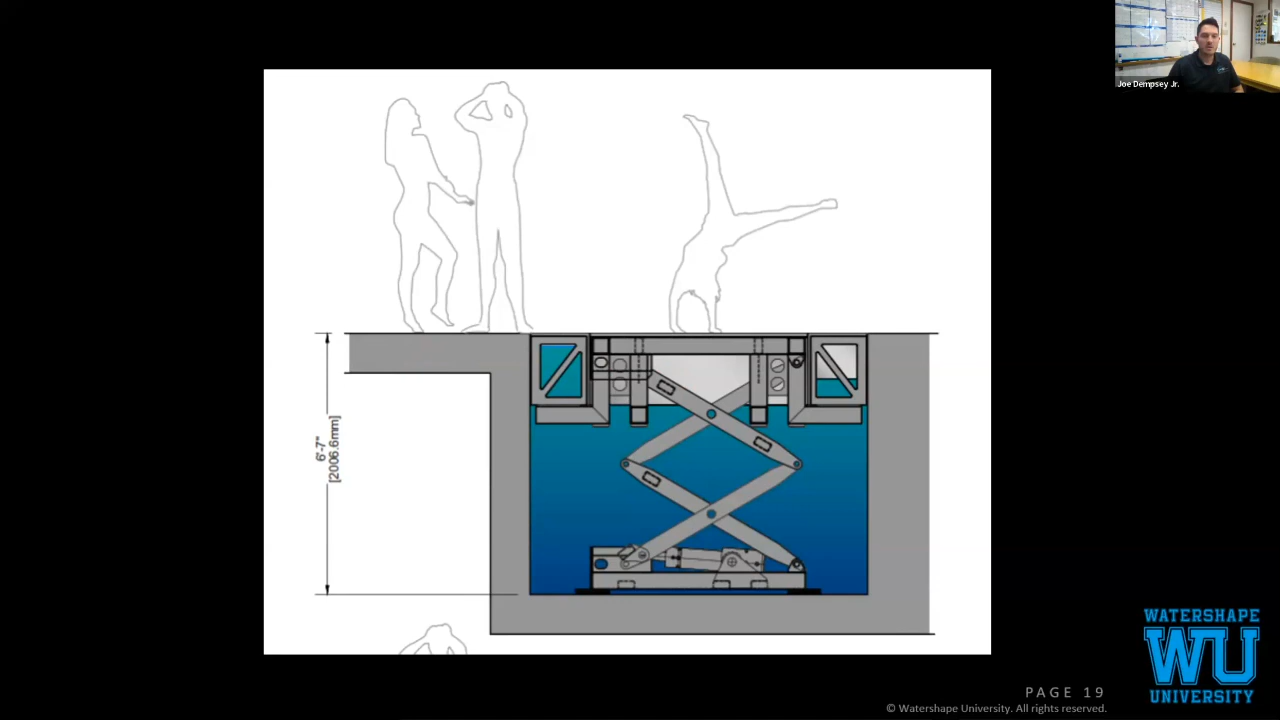 Joe Dempsey Jr.
6'-7"
[2006.6mm]
PAGE 19
© Watershape University. All rights reserved.
WATERSHAPE
WU
UNIVERSITY